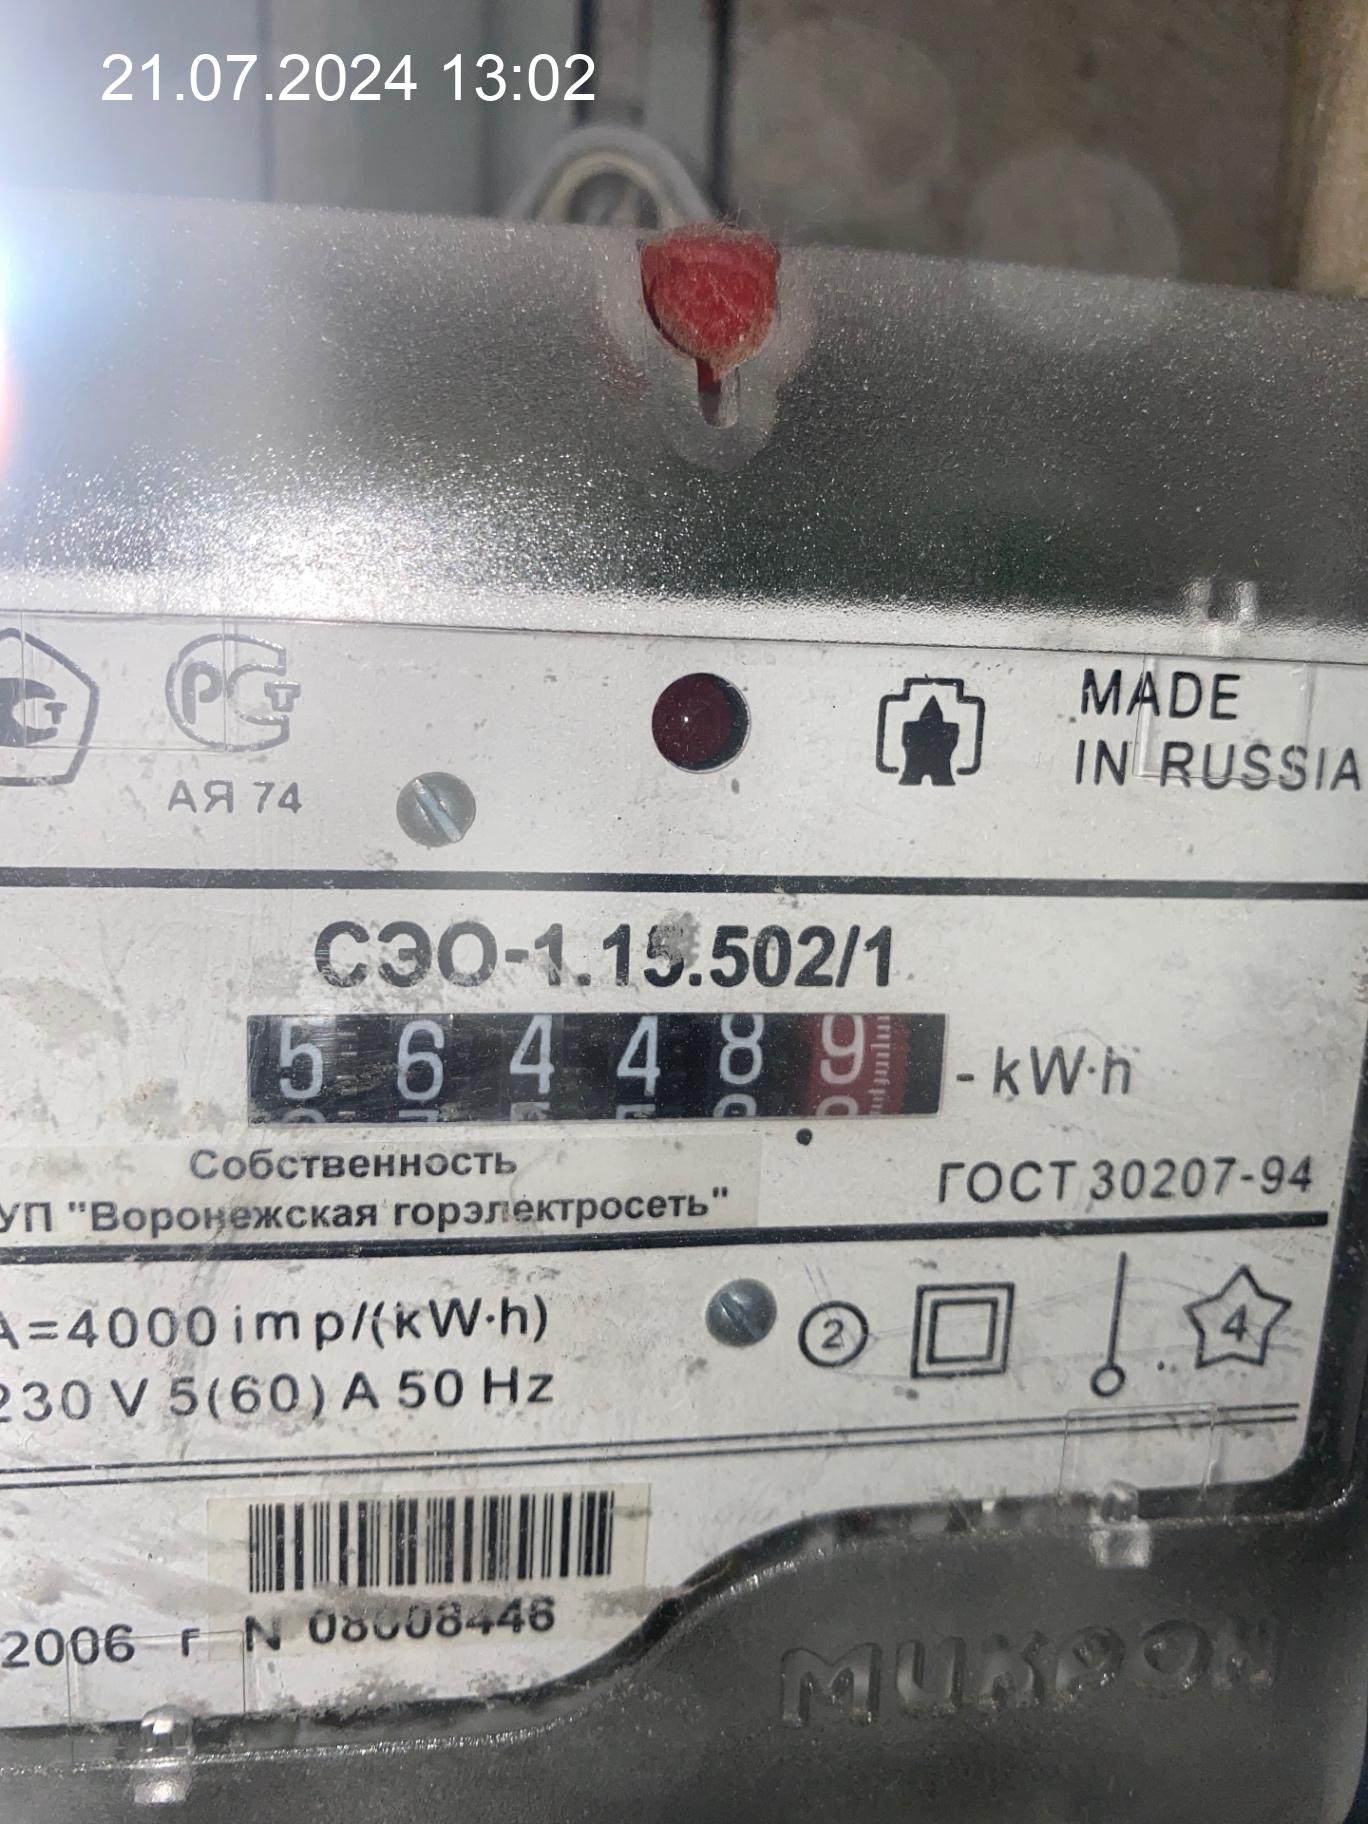 21.07.2024 13:02
РСТ
АЯ 74
MADE
IN RUSSIA
СЭО-1.15.502/1
5 6 4 4 8 9
- kW·h
Собственность
УП "Воронежская горэлектросеть"
ГОСТ 30207-94
A=4000 imp/(kW·h)
230 V 5(60) A 50 Hz
2
4
2006 г N 08008446
МИКРОН